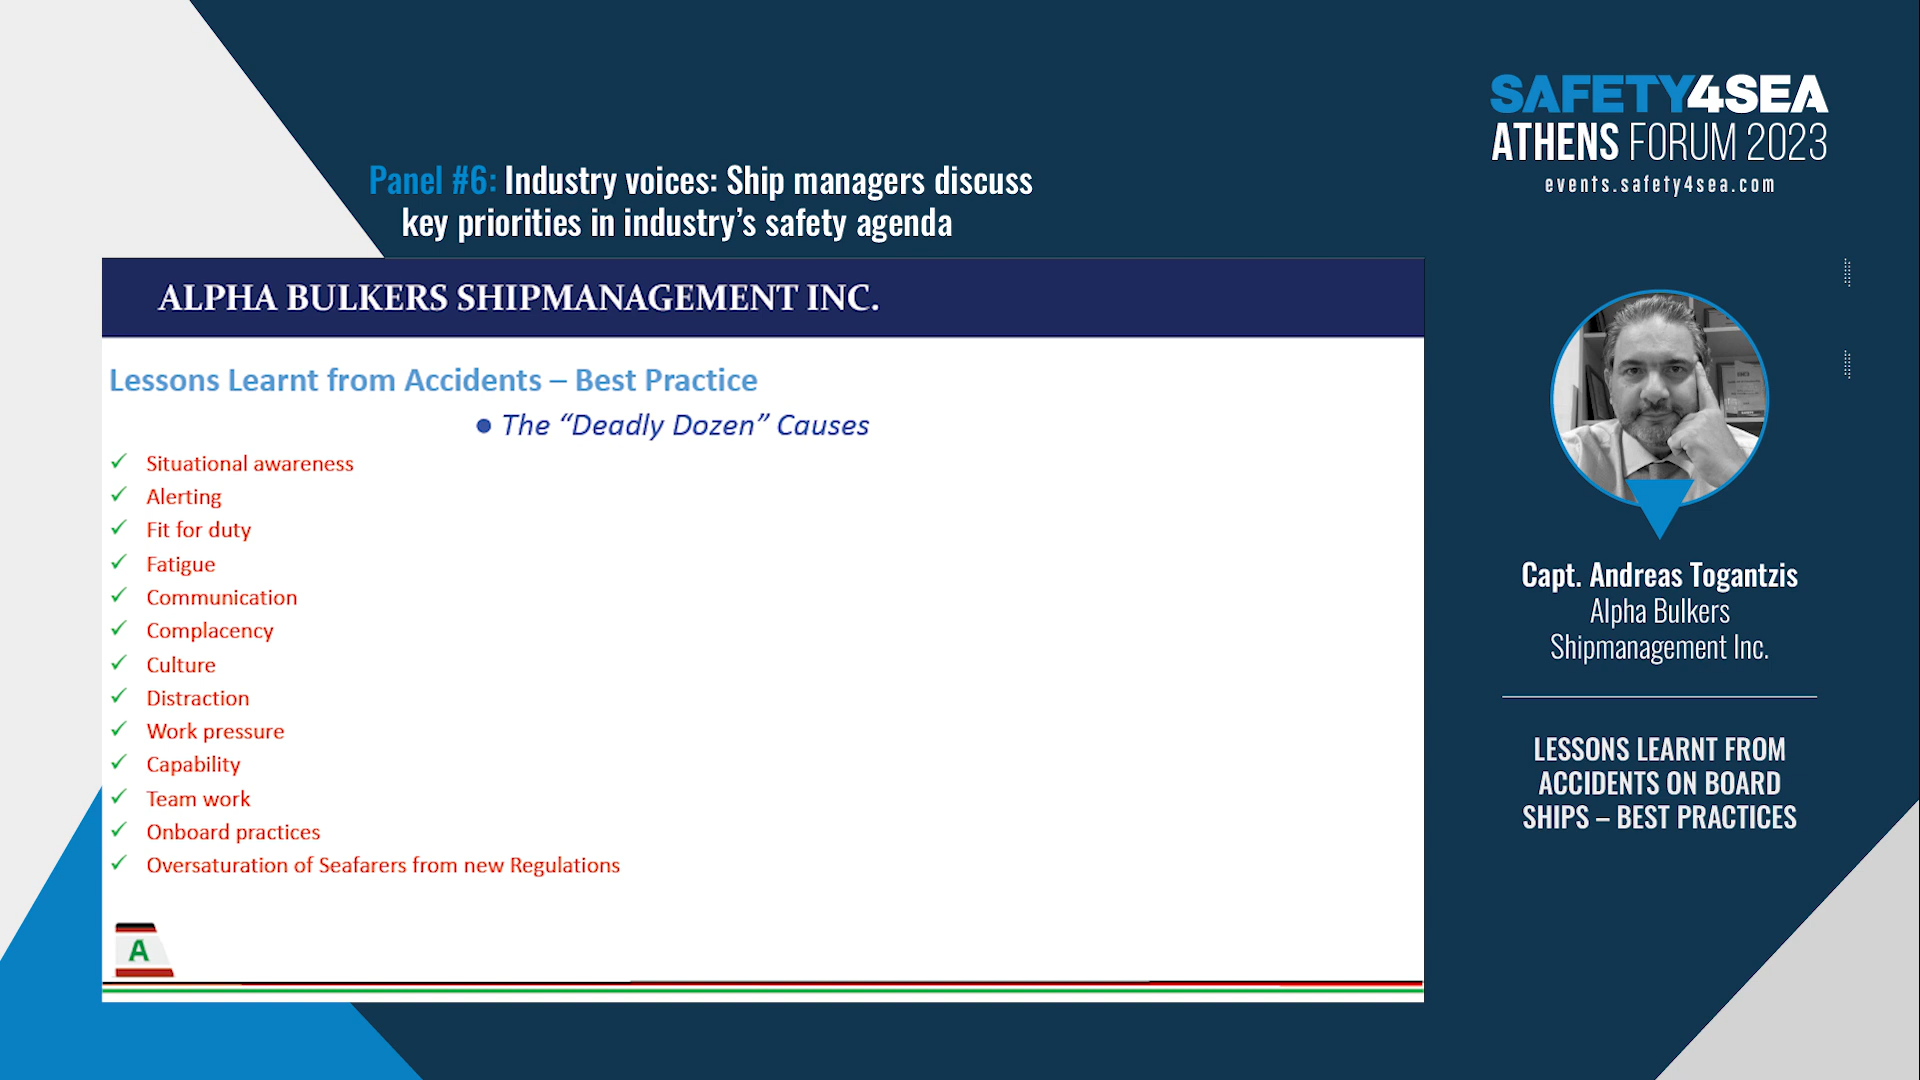 SAFETY4SEA
ATHENS FORUM 2023
events.safety4sea.com
Panel #6: Industry voices: Ship managers discuss
key priorities in industry’s safety agenda
ALPHA BULKERS SHIPMANAGEMENT INC.
Lessons Learnt from Accidents – Best Practice
● The “Deadly Dozen” Causes
✓ Situational awareness
✓ Alerting
✓ Fit for duty
✓ Fatigue
✓ Communication
✓ Complacency
✓ Culture
✓ Distraction
✓ Work pressure
✓ Capability
✓ Team work
✓ Onboard practices
✓ Oversaturation of Seafarers from new Regulations
A
Capt. Andreas Togantzis
Alpha Bulkers
Shipmanagement Inc.
LESSONS LEARNT FROM
ACCIDENTS ON BOARD
SHIPS – BEST PRACTICES